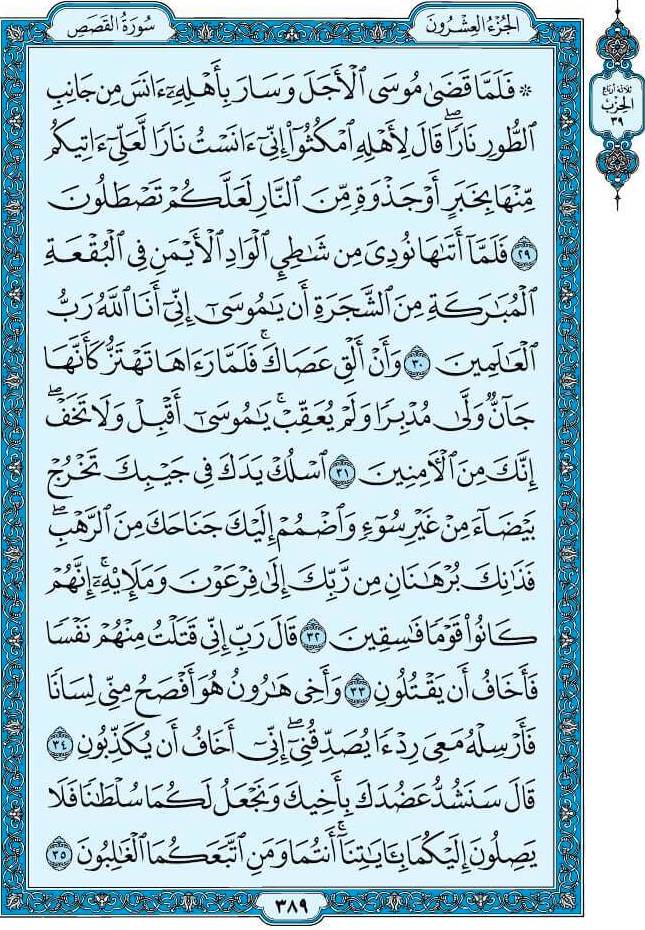 الجُزْءُ العِشْرُونَ
سُورَةُ القَصَصِ
ثلاثة أرباع
الحِزْب
٣٩
۞ فَلَمَّا قَضَىٰ مُوسَى ٱلْأَجَلَ وَسَارَ بِأَهْلِهِۦٓ ءَانَسَ مِن جَانِبِ
ٱلطُّورِ نَارًاۖ قَالَ لِأَهْلِهِ ٱمْكُثُوٓا۟ إِنِّىٓ ءَانَسْتُ نَارًا لَّعَلِّىٓ ءَاتِيكُم
مِّنْهَا بِخَبَرٍ أَوْ جَذْوَةٍ مِّنَ ٱلنَّارِ لَعَلَّكُمْ تَصْطَلُونَ
٢٩ فَلَمَّآ أَتَىٰهَا نُودِىَ مِن شَٰطِئِ ٱلْوَادِ ٱلْأَيْمَنِ فِى ٱلْبُقْعَةِ
ٱلْمُبَٰرَكَةِ مِنَ ٱلشَّجَرَةِ أَن يَٰمُوسَىٰٓ إِنِّىٓ أَنَا ٱللَّهُ رَبُّ
ٱلْعَٰلَمِينَ ٣٠ وَأَنْ أَلْقِ عَصَاكَۚ فَلَمَّا رَءَاهَا تَهْتَزُّ كَأَنَّهَا
جَآنٌّ وَلَّىٰ مُدْبِرًا وَلَمْ يُعَقِّبْۚ يَٰمُوسَىٰٓ أَقْبِلْ وَلَا تَخَفْۖ
إِنَّكَ مِنَ ٱلْءَامِنِينَ ٣١ ٱسْلُكْ يَدَكَ فِى جَيْبِكَ تَخْرُجْ
بَيْضَآءَ مِنْ غَيْرِ سُوٓءٍ وَٱضْمُمْ إِلَيْكَ جَنَاحَكَ مِنَ ٱلرَّهْبِۖ
فَذَٰنِكَ بُرْهَٰنَانِ مِن رَّبِّكَ إِلَىٰ فِرْعَوْنَ وَمَلَإِي۟هِۦٓۚ إِنَّهُمْ
كَانُوا۟ قَوْمًا فَٰسِقِينَ ٣٢ قَالَ رَبِّ إِنِّى قَتَلْتُ مِنْهُمْ نَفْسًا
فَأَخَافُ أَن يَقْتُلُونِ ٣٣ وَأَخِى هَٰرُونُ هُوَ أَفْصَحُ مِنِّى لِسَانًا
فَأَرْسِلْهُ مَعِىَ رِدْءًا يُصَدِّقُنِىٓۖ إِنِّىٓ أَخَافُ أَن يُكَذِّبُونِ ٣٤
قَالَ سَنَشُدُّ عَضُدَكَ بِأَخِيكَ وَنَجْعَلُ لَكُمَا سُلْطَٰنًا فَلَا
يَصِلُونَ إِلَيْكُمَا بِـَٔايَٰتِنَآۚ أَنتُمَا وَمَنِ ٱتَّبَعَكُمَا ٱلْغَٰلِبُونَ ٣٥
٣٨٩